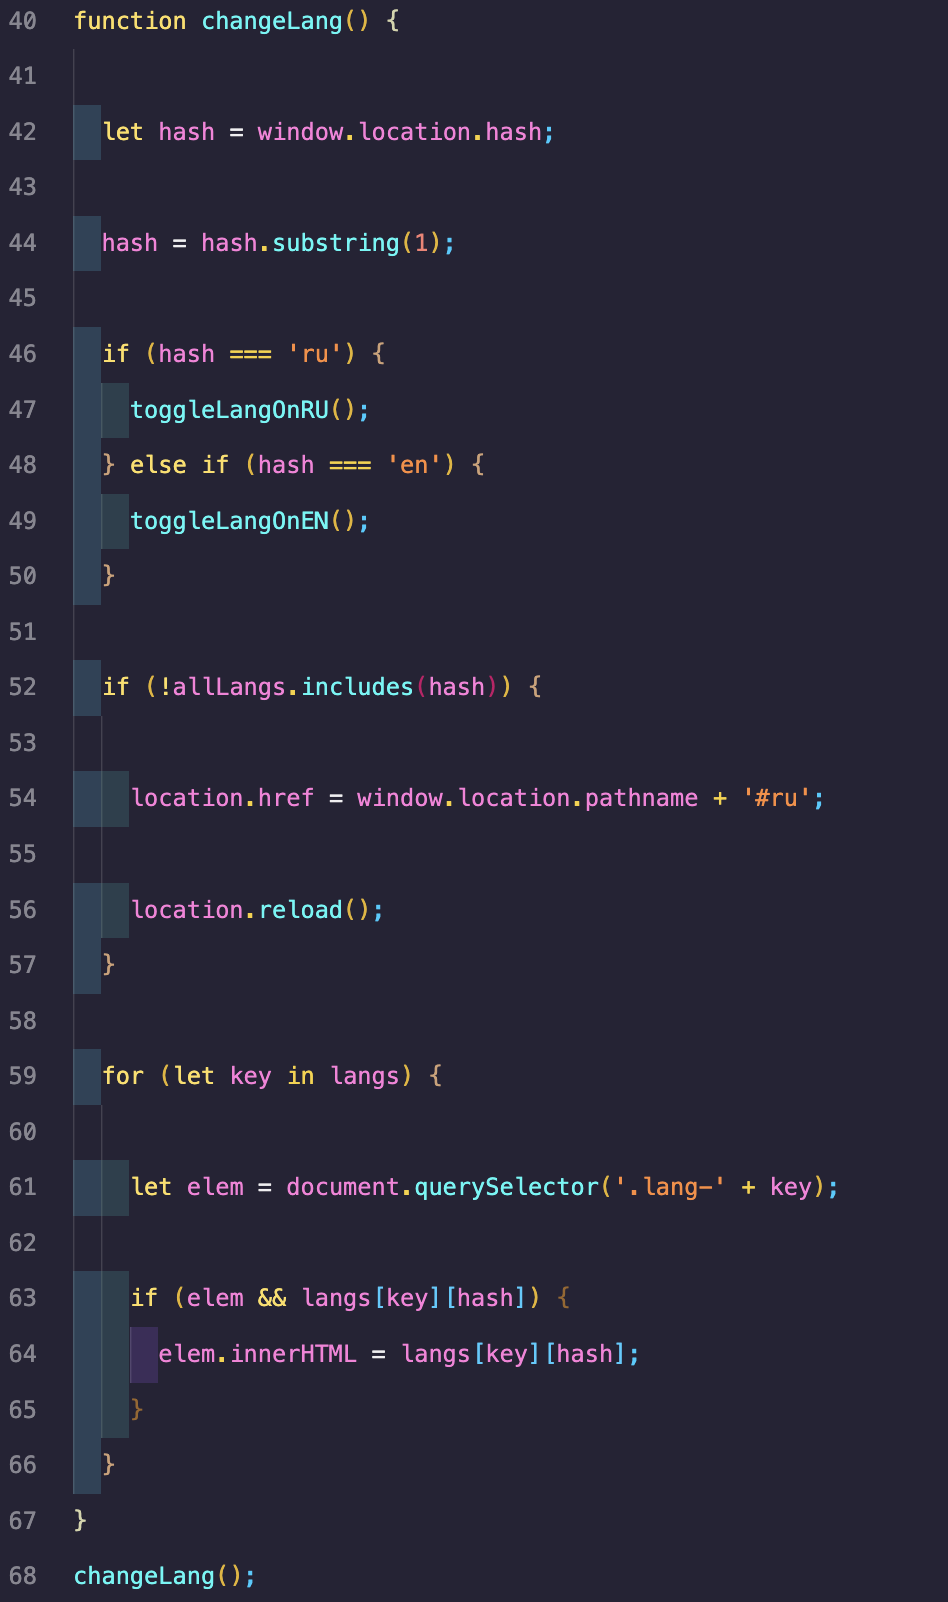 40 function changeLang() {
41
42 let hash = window.location.hash;
43
44 hash = hash.substring(1);
45
46 if (hash === 'ru') {
47 toggleLangOnRU();
48 } else if (hash === 'en') {
49 toggleLangOnEN();
50 }
51
52 if (!allLangs.includes(hash)) {
53
54 location.href = window.location.pathname + '#ru';
55
56 location.reload();
57 }
58
59 for (let key in langs) {
60
61 let elem = document.querySelector('.lang-' + key);
62
63 if (elem && langs[key][hash]) {
64 elem.innerHTML = langs[key][hash];
65 }
66 }
67 }
68 changeLang();